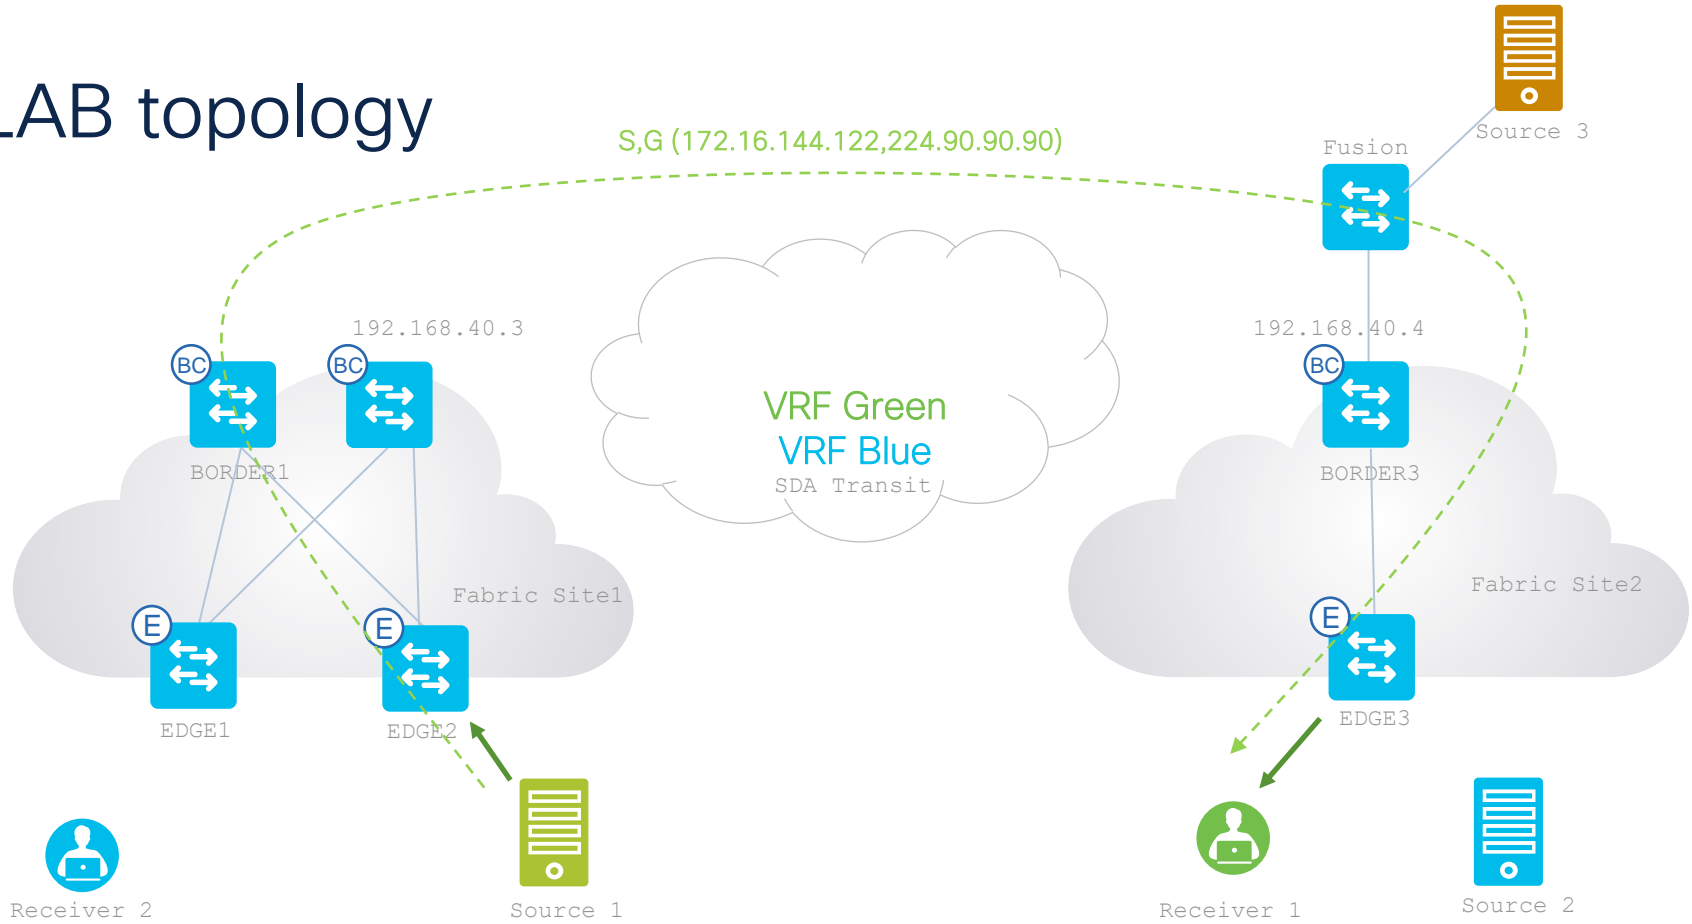 LAB topology
S,G (172.16.144.122,224.90.90.90)
Source 3
Fusion
192.168.40.3
192.168.40.4
BC
BC
BC
VRF Green
VRF Blue
SDA Transit
BORDER1
BORDER3
Fabric Site1
Fabric Site2
E
E
E
EDGE1
EDGE2
EDGE3
Receiver 2
Source 1
Receiver 1
Source 2